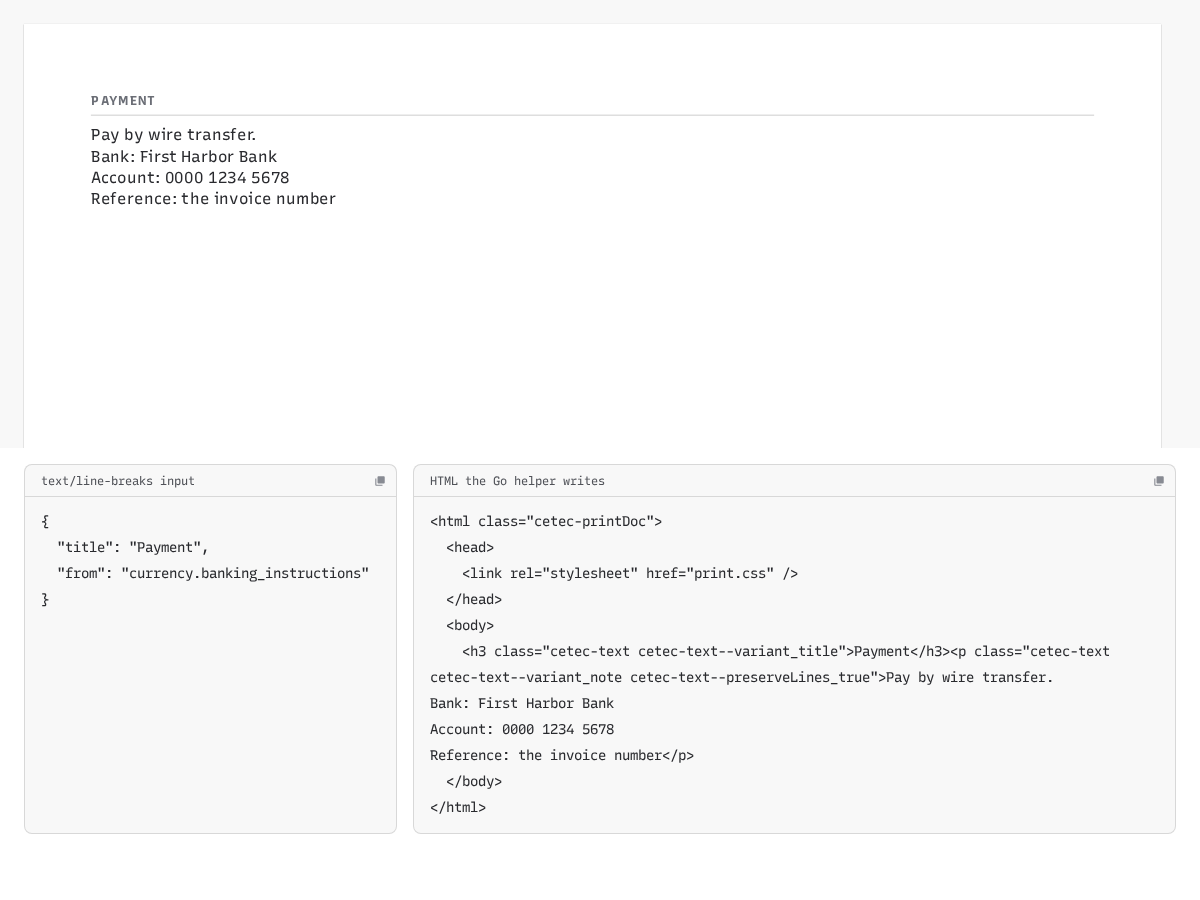 PAYMENT
Pay by wire transfer.
Bank: First Harbor Bank
Account: 0000 1234 5678
Reference: the invoice number
text/line-breaks input
{
  "title": "Payment",
  "from": "currency.banking_instructions"
}
HTML the Go helper writes
<html class="cetec-printDoc">
  <head>
    <link rel="stylesheet" href="print.css" />
  </head>
  <body>
    <h3 class="cetec-text cetec-text--variant_title">Payment</h3><p class="cetec-text
cetec-text--variant_note cetec-text--preserveLines_true">Pay by wire transfer.
Bank: First Harbor Bank
Account: 0000 1234 5678
Reference: the invoice number</p>
  </body>
</html>